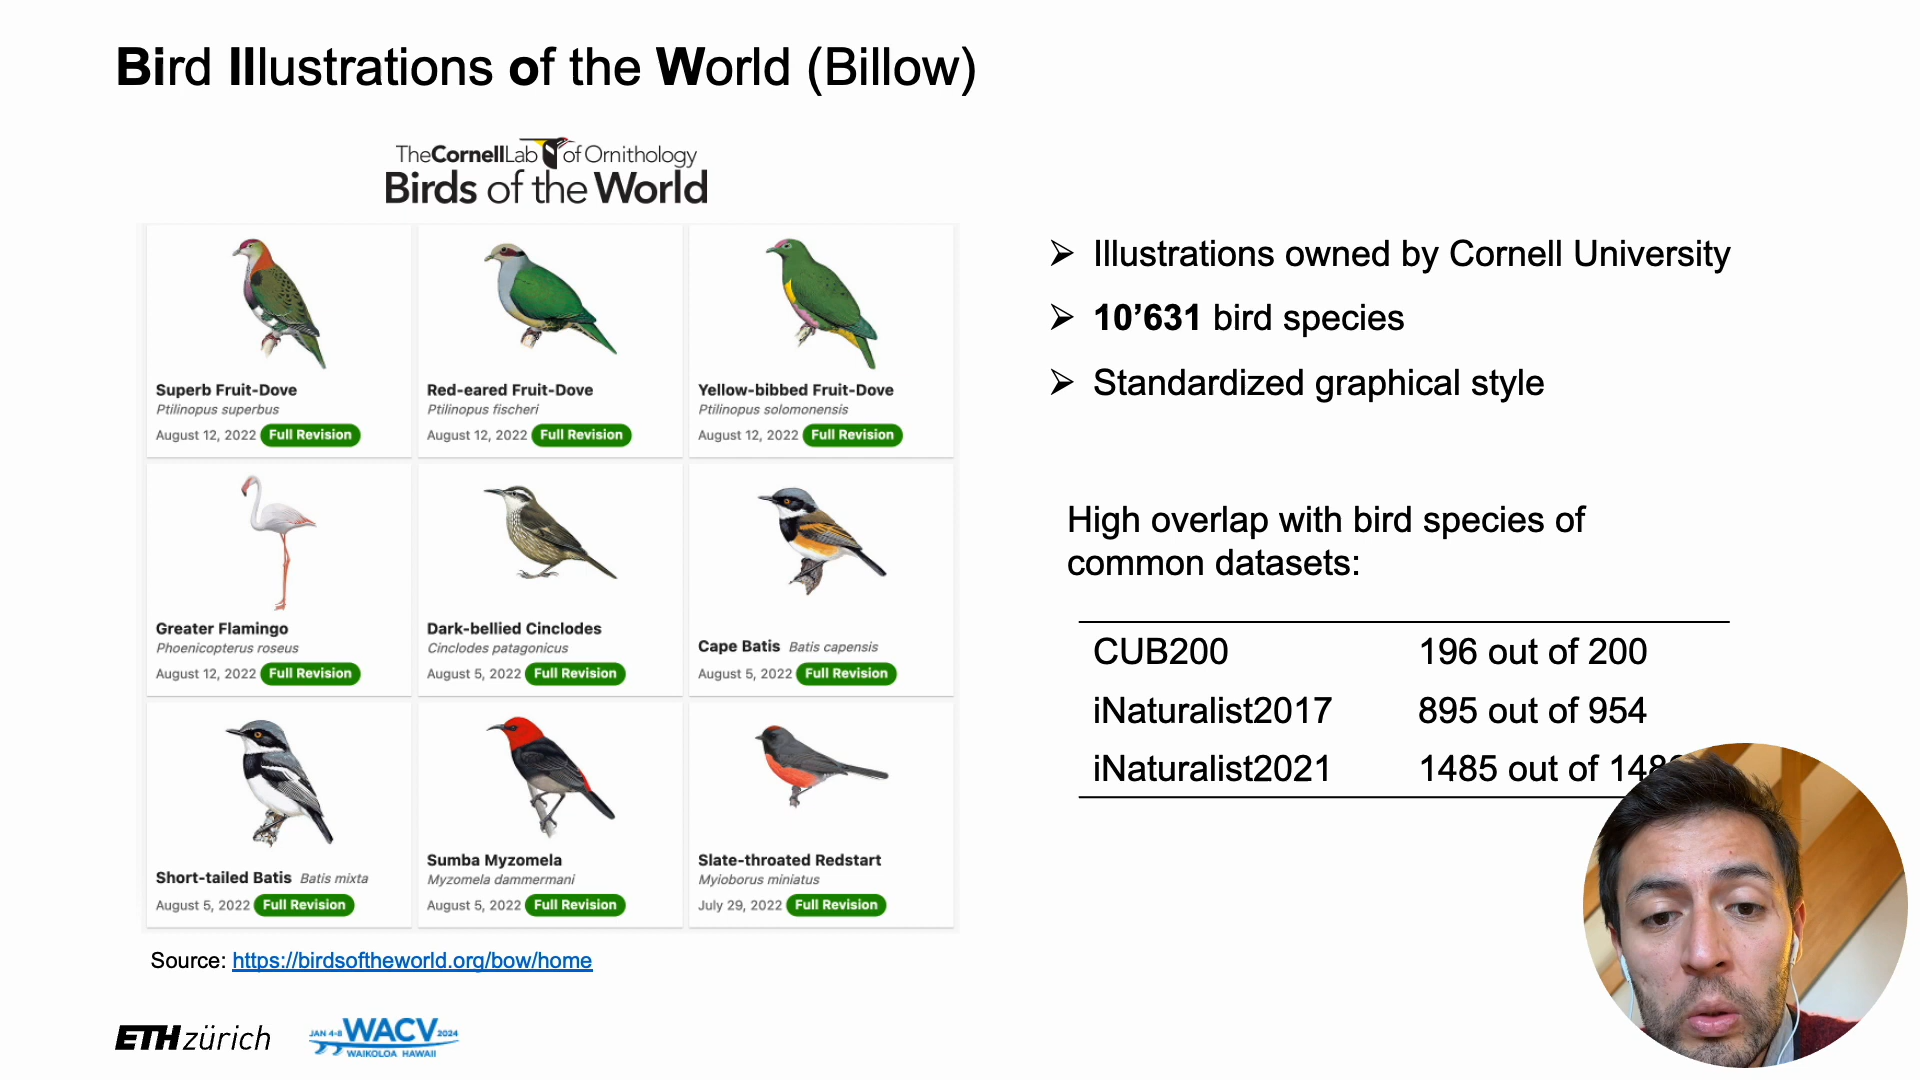 Bird Illustrations of the World (Billow)
TheCornellLab of Ornithology
Birds of the World
Superb Fruit-Dove
Ptilinopus superbus
August 12, 2022 Full Revision
Red-eared Fruit-Dove
Ptilinopus fischeri
August 12, 2022 Full Revision
Yellow-bibbed Fruit-Dove
Ptilinopus solomonensis
August 12, 2022 Full Revision
Greater Flamingo
Phoenicopterus roseus
August 12, 2022 Full Revision
Dark-bellied Cinclodes
Cinclodes patagonicus
August 5, 2022 Full Revision
Cape Batis Batis capensis
August 5, 2022 Full Revision
Short-tailed Batis Batis mixta
August 5, 2022 Full Revision
Sumba Myzomela
Myzomela dammermani
August 5, 2022 Full Revision
Slate-throated Redstart
Myioborus miniatus
July 29, 2022 Full Revision
Source: https://birdsoftheworld.org/bow/home
➢ Illustrations owned by Cornell University
➢ 10’631 bird species
➢ Standardized graphical style
High overlap with bird species of
common datasets:
CUB200 196 out of 200
iNaturalist2017 895 out of 954
iNaturalist2021 1485 out of
ETH zürich
JAN 4-8 WACV 2024
WAIKOLOA HAWAII